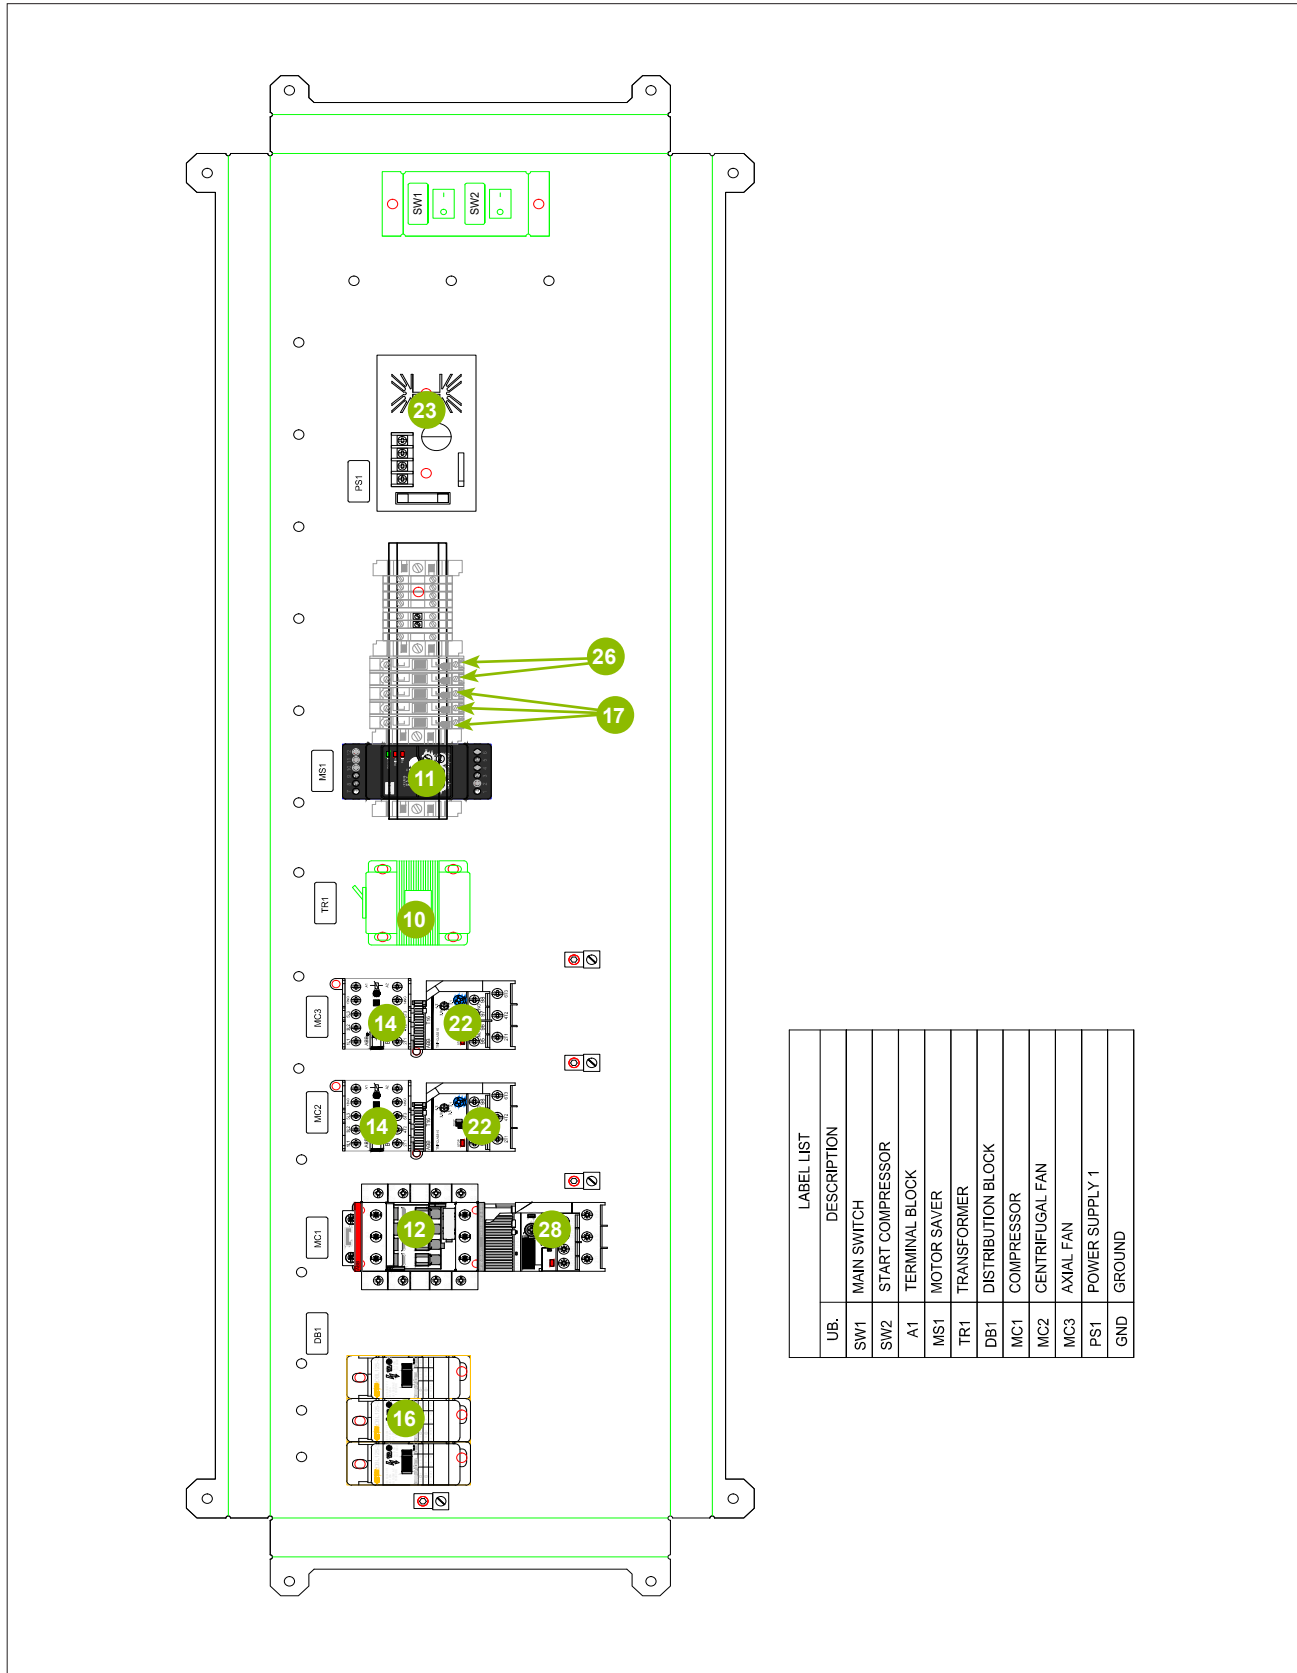 SW1
SW2
23
PS1
26
17
MS1
11
TR1
10
MC3
14
22
MC2
14
22
MC1
12
28
DB1
16
LABEL LIST
UB. DESCRIPTION
SW1 MAIN SWITCH
SW2 START COMPRESSOR
A1 TERMINAL BLOCK
MS1 MOTOR SAVER
TR1 TRANSFORMER
DB1 DISTRIBUTION BLOCK
MC1 COMPRESSOR
MC2 CENTRIFUGAL FAN
MC3 AXIAL FAN
PS1 POWER SUPPLY 1
GND GROUND